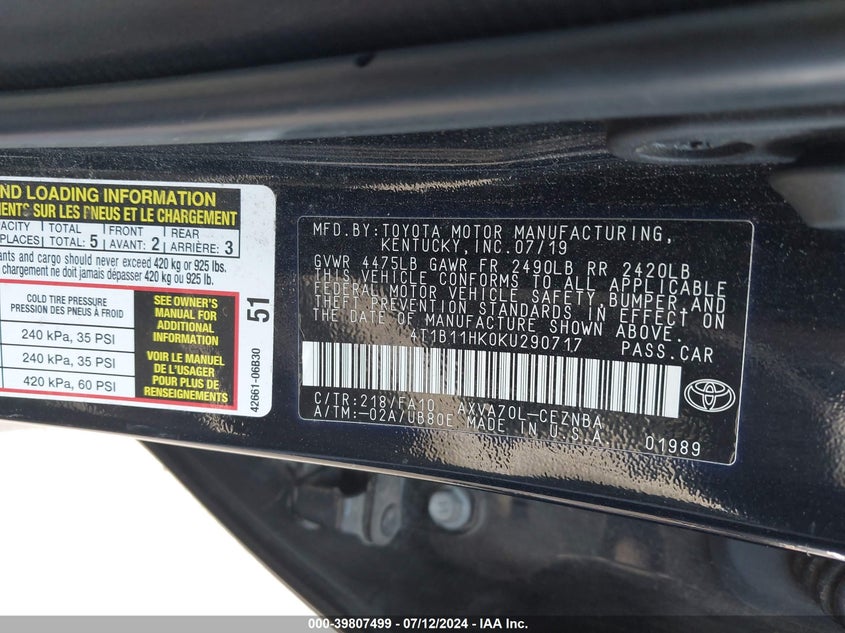 ND LOADING INFORMATION
MENTS SUR LES PNEUS ET LE CHARGEMENT
PACITY TOTAL FRONT REAR
PLACES TOTAL: 5 AVANT: 2 ARRIÈRE: 3
ants and cargo should never exceed 420 kg or 925 lbs.
gement ne doit jamais dépasser 420 kg ou 925 lb.
COLD TIRE PRESSURE
PRESSION DES PNEUS À FROID
240 kPa, 35 PSI
240 kPa, 35 PSI
420 kPa, 60 PSI
SEE OWNER'S
MANUAL FOR
ADDITIONAL
INFORMATION
VOIR LE MANUEL
DE L'USAGER
POUR PLUS DE
RENSEIGNEMENTS
51
42661-06B30
MFD.BY:TOYOTA MOTOR MANUFACTURING,
KENTUCKY,INC.07/19
GVWR 4475LB GAWR FR 2490LB RR 2420LB
THIS VEHICLE CONFORMS TO ALL APPLICABLE
FEDERAL MOTOR VEHICLE SAFETY, BUMPER,AND
THEFT PREVENTION STANDARDS IN EFFECT ON
THE DATE OF MANUFACTURE SHOWN ABOVE.
4T1B11HK0KU290717 PASS.CAR
C/TR:218/FA10 AXVA70L-CEZNBA
A/TM:-02A/UB80E MADE IN U.S.A. 01989
TOYOTA
000-39807499 - 07/12/2024 - IAA Inc.